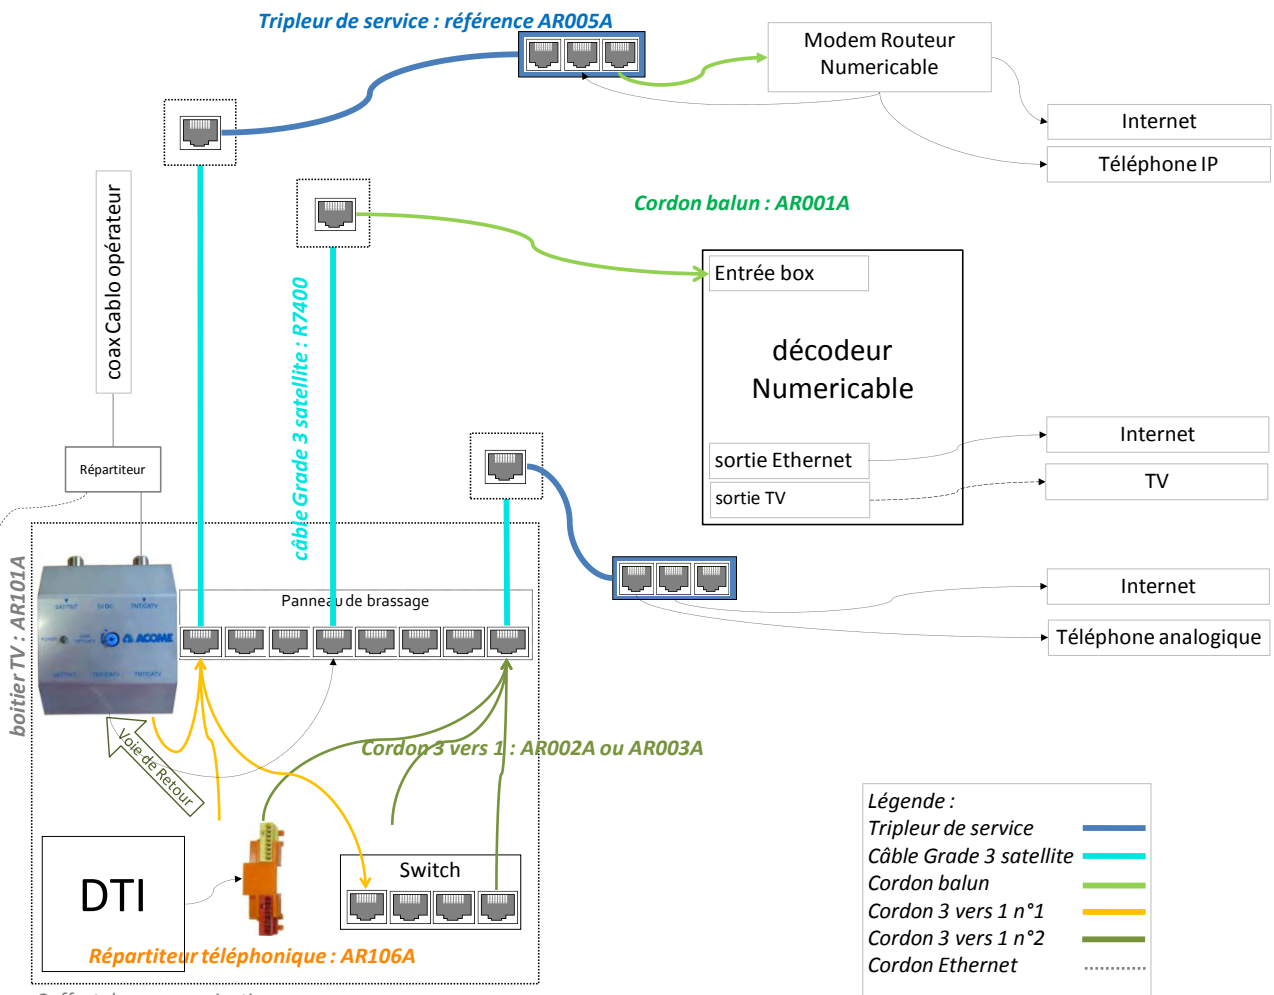 Tripleur de service : référence AR005A
Modem Routeur
Numericable
Internet
Téléphone IP
coax Cablo opérateur
Cordon balun : AR001A
Entrée box
décodeur
Numericable
câble Grade 3 satellite : R7400
sortie Ethernet
sortie TV
Internet
TV
Répartiteur
boitier TV : AR101A
Panneau de brassage
ACOME
Internet
Téléphone analogique
Voie de Retour
Cordon 3 vers 1 : AR002A ou AR003A
DTI
Switch
Répartiteur téléphonique : AR106A
Légende :
Tripleur de service
Câble Grade 3 satellite
Cordon balun
Cordon 3 vers 1 n°1
Cordon 3 vers 1 n°2
Cordon Ethernet